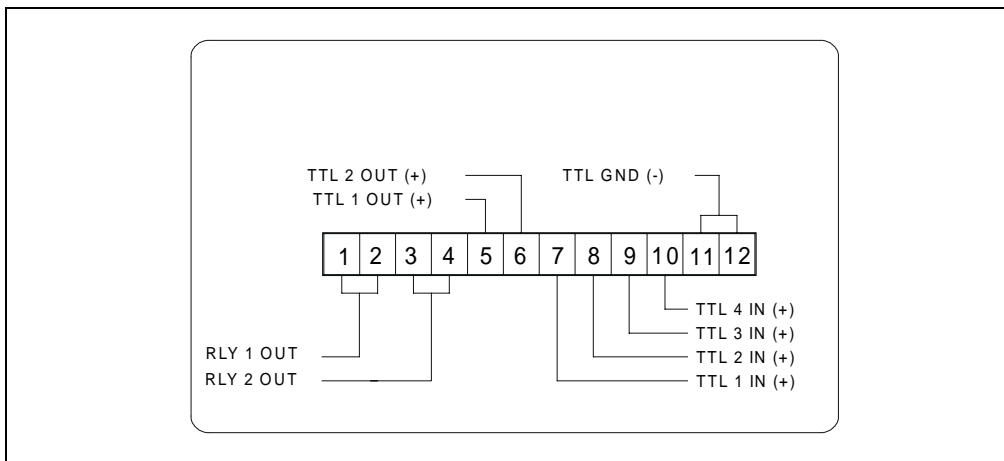 TTL 2 OUT (+)
TTL GND (-)
TTL 1 OUT (+)
1 2 3 4 5 6 7 8 9 10 11 12
TTL 4 IN (+)
TTL 3 IN (+)
RLY 1 OUT
TTL 2 IN (+)
RLY 2 OUT
TTL 1 IN (+)